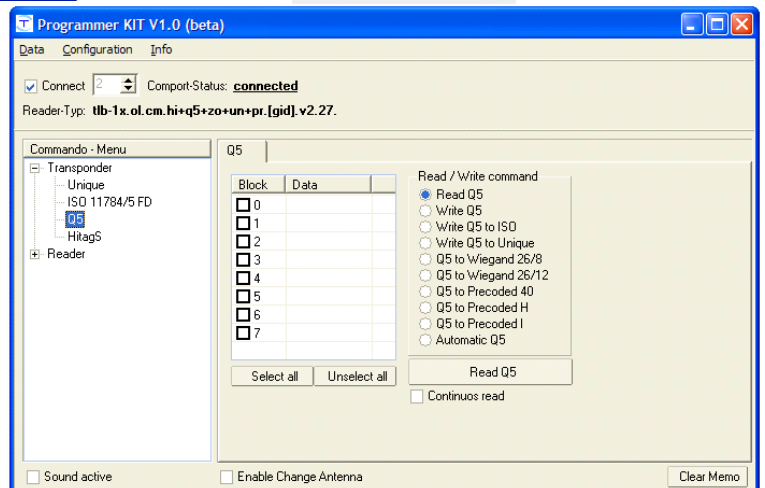 Programmer KIT V1.0 (beta)
Data Configuration Info
Connect 2 Comport-Status: connected
Reader-Typ: tlb-1x.ol.cm.hi+q5+zo+un+pr.[gid].v2.27.
Commando - Menu
Transponder
Unique
ISO 11784/5 FD
Q5
HitagS
Reader
Q5
Block Data
0
1
2
3
4
5
6
7
Select all Unselect all
Read / Write command
Read Q5
Write Q5
Write Q5 to ISO
Write Q5 to Unique
Q5 to Wiegand 26/8
Q5 to Wiegand 26/12
Q5 to Precoded 40
Q5 to Precoded H
Q5 to Precoded I
Automatic Q5
Read Q5
Continuos read
Sound active
Enable Change Antenna
Clear Memo